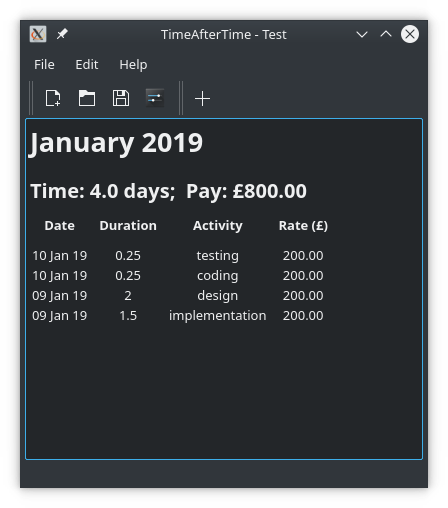 TimeAfterTime - Test
File Edit Help
January 2019
Time: 4.0 days;  Pay: £800.00
Date Duration Activity Rate (£)
10 Jan 19 0.25 testing 200.00
10 Jan 19 0.25 coding 200.00
09 Jan 19 2 design 200.00
09 Jan 19 1.5 implementation 200.00